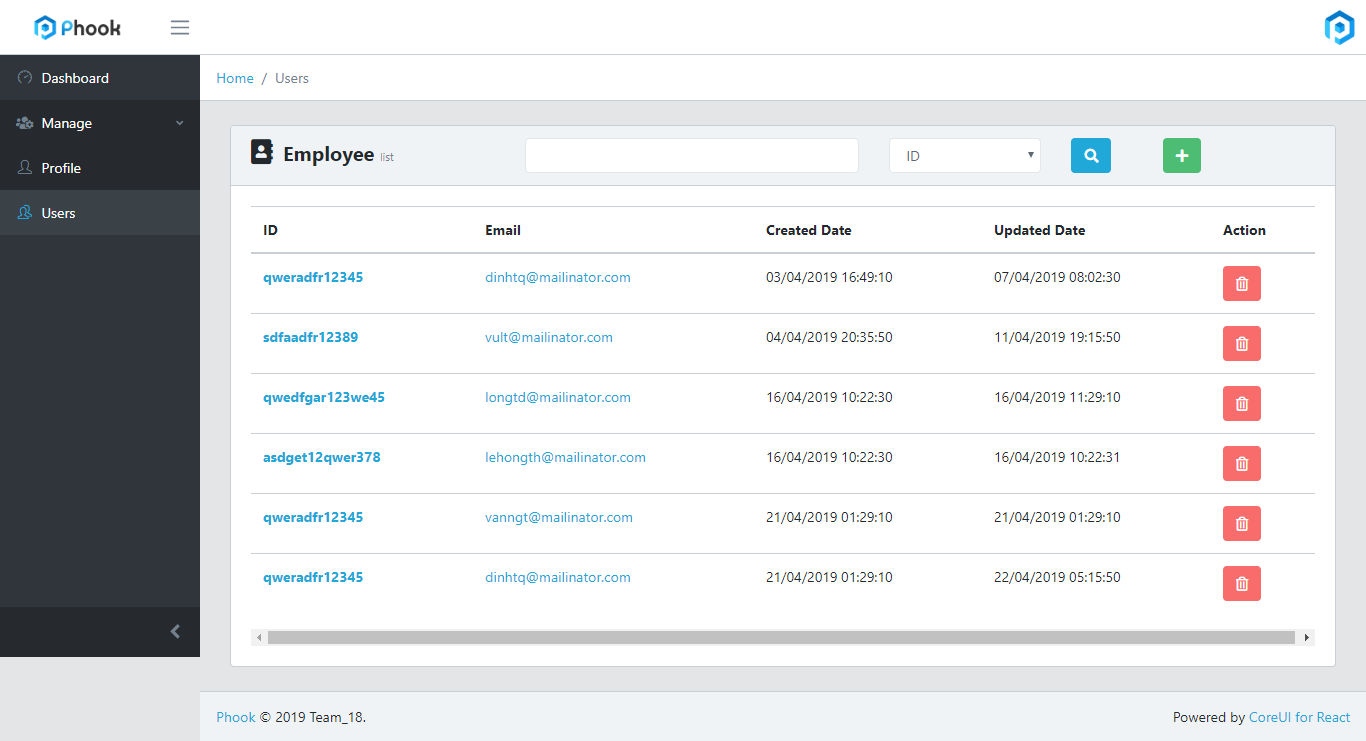 Phook
Dashboard
Manage
Profile
Users
Home / Users
Employee list
ID
ID Email Created Date Updated Date Action
qweradfr12345 dinhtq@mailinator.com 03/04/2019 16:49:10 07/04/2019 08:02:30
sdfaadfr12389 vult@mailinator.com 04/04/2019 20:35:50 11/04/2019 19:15:50
qwedfgar123we45 longtd@mailinator.com 16/04/2019 10:22:30 16/04/2019 11:29:10
asdget12qwer378 lehongth@mailinator.com 16/04/2019 10:22:30 16/04/2019 10:22:31
qweradfr12345 vanngt@mailinator.com 21/04/2019 01:29:10 21/04/2019 01:29:10
qweradfr12345 dinhtq@mailinator.com 21/04/2019 01:29:10 22/04/2019 05:15:50
Phook © 2019 Team_18. Powered by CoreUI for React